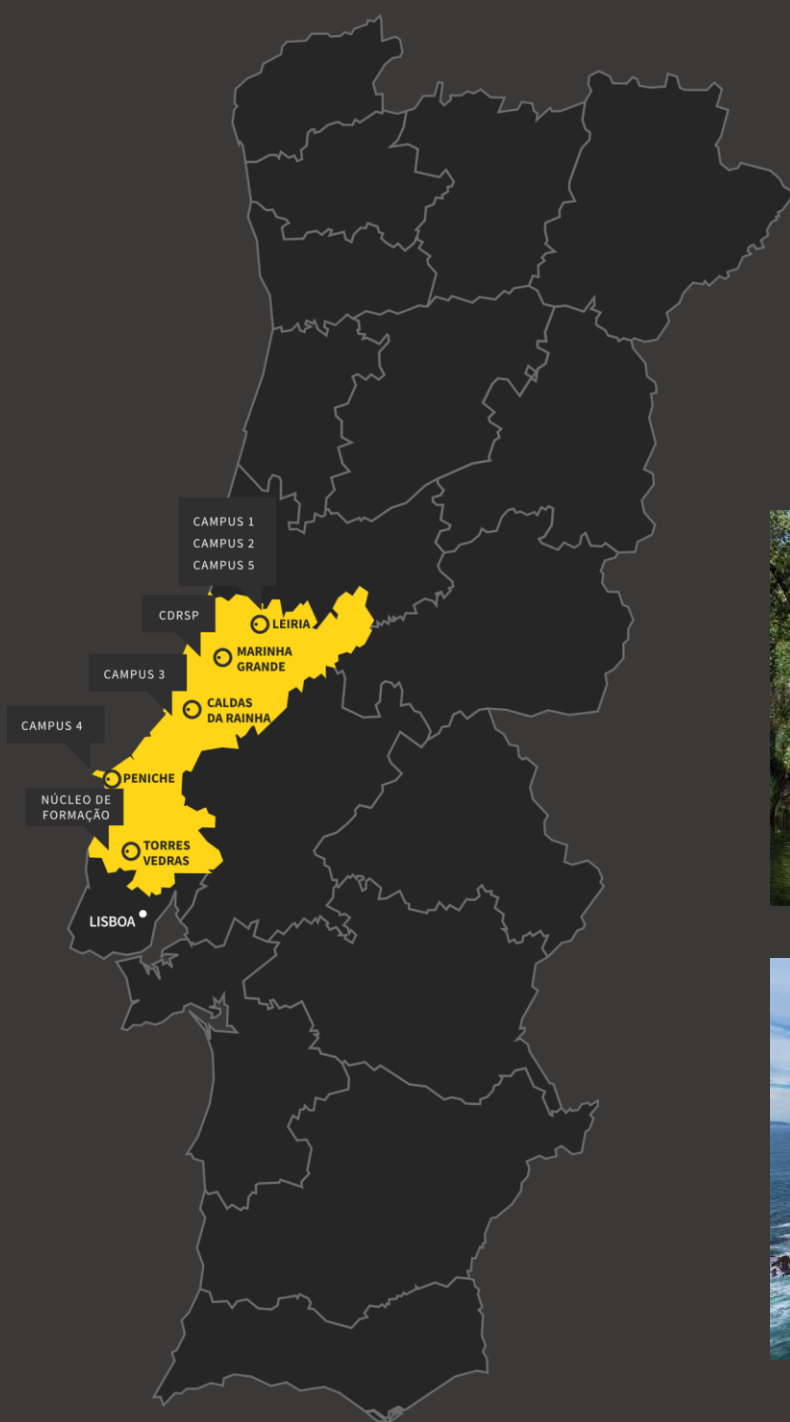 CAMPUS 1
CAMPUS 2
CAMPUS 5
CDRSP
LEIRIA
MARINHA
GRANDE
CAMPUS 3
CALDAS
DA RAINHA
CAMPUS 4
PENICHE
NÚCLEO DE
FORMAÇÃO
TORRES
VEDRAS
LISBOA